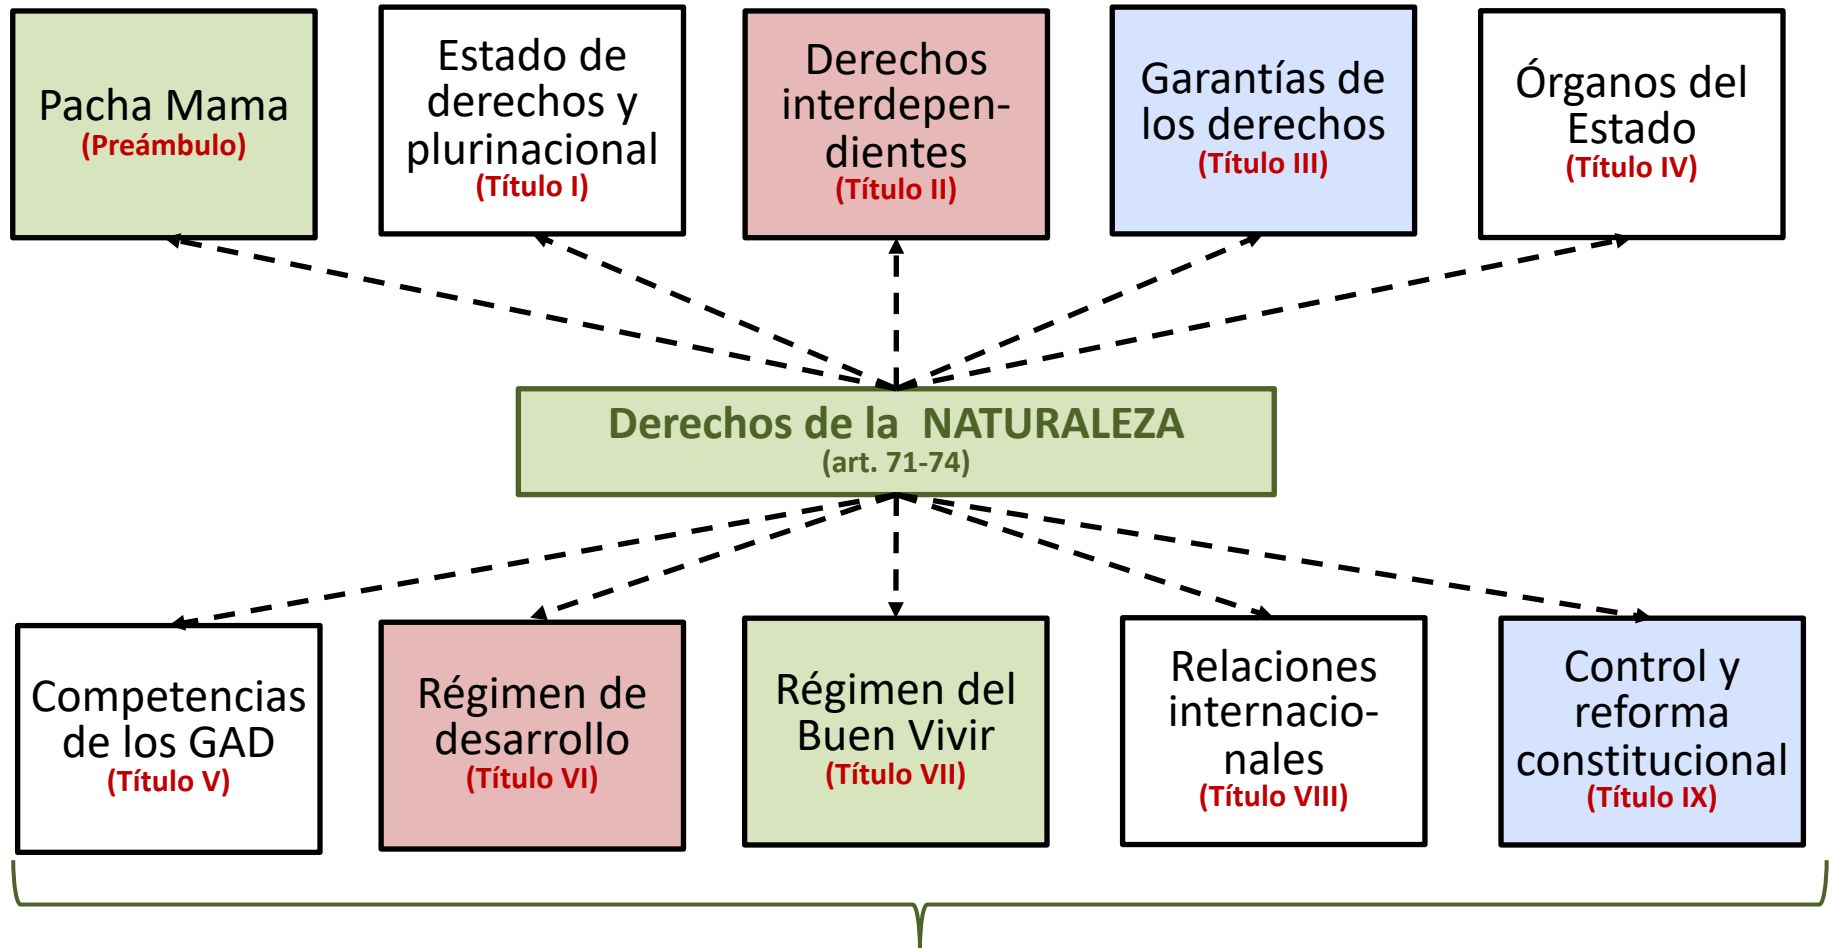 Pacha Mama
(Preámbulo)
Estado de
derechos y
plurinacional
(Título I)
Derechos
interdepen-
dientes
(Título II)
Garantías de
los derechos
(Título III)
Órganos del
Estado
(Título IV)
Derechos de la NATURALEZA
(art. 71-74)
Competencias
de los GAD
(Título V)
Régimen de
desarrollo
(Título VI)
Régimen del
Buen Vivir
(Título VII)
Relaciones
internacio-
nales
(Título VIII)
Control y
reforma
constitucional
(Título IX)